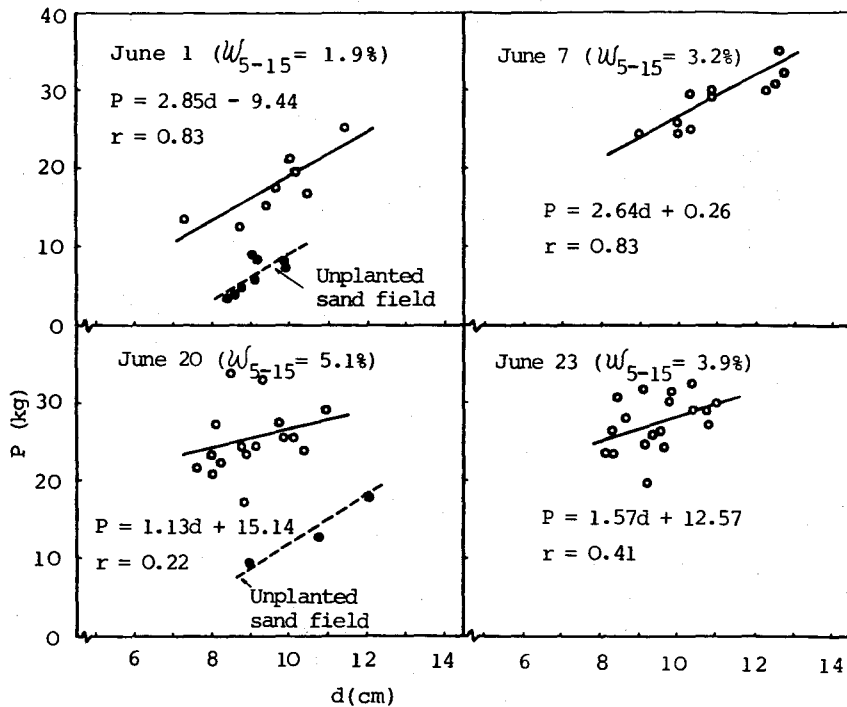 40
30
20
10
0
June 1 (W5-15= 1.9%)
P = 2.85d - 9.44
r = 0.83
Unplanted
sand field
June 7 (W5-15= 3.2%)
P = 2.64d + 0.26
r = 0.83
June 20 (W5-15= 5.1%)
P = 1.13d + 15.14
r = 0.22
Unplanted
sand field
June 23 (W5-15= 3.9%)
P = 1.57d + 12.57
r = 0.41
30
20
10
0
P (kg)
6 8 10 12 6 8 10 12 14
d(cm)